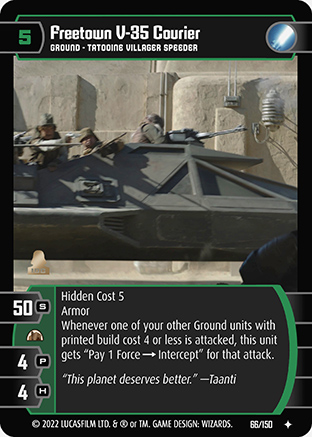 5 Freetown V-35 Courier
GROUND - TATOOINE VILLAGER SPEEDER
50 S
4 P
4 H
Hidden Cost 5
Armor
Whenever one of your other Ground units with
printed build cost 4 or less is attacked, this unit
gets “Pay 1 Force → Intercept” for that attack.
“This planet deserves better.” —Taanti
© 2022 LUCASFILM LTD. & ® or TM. GAME DESIGN: WIZARDS. 66/150